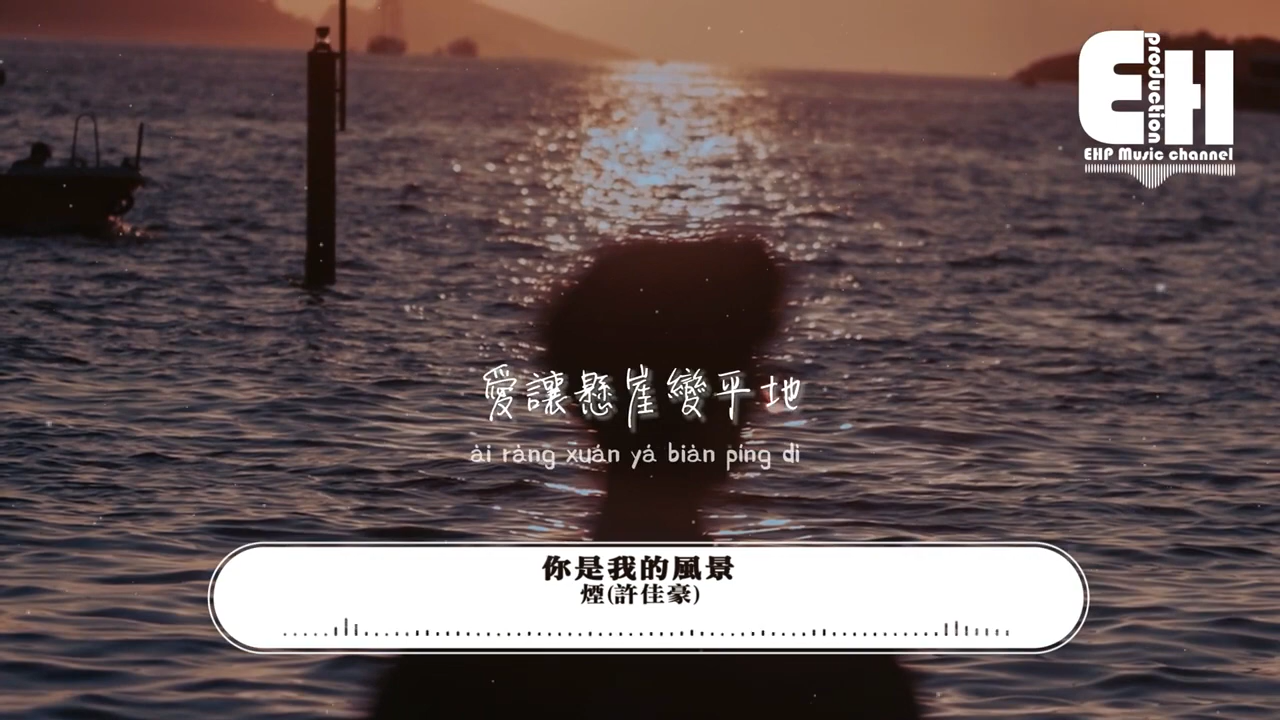 EH
production
EHP Music channel
愛讓懸崖變平地
ài ràng xuán yá biàn píng dì
你是我的風景
煙(許佳豪)